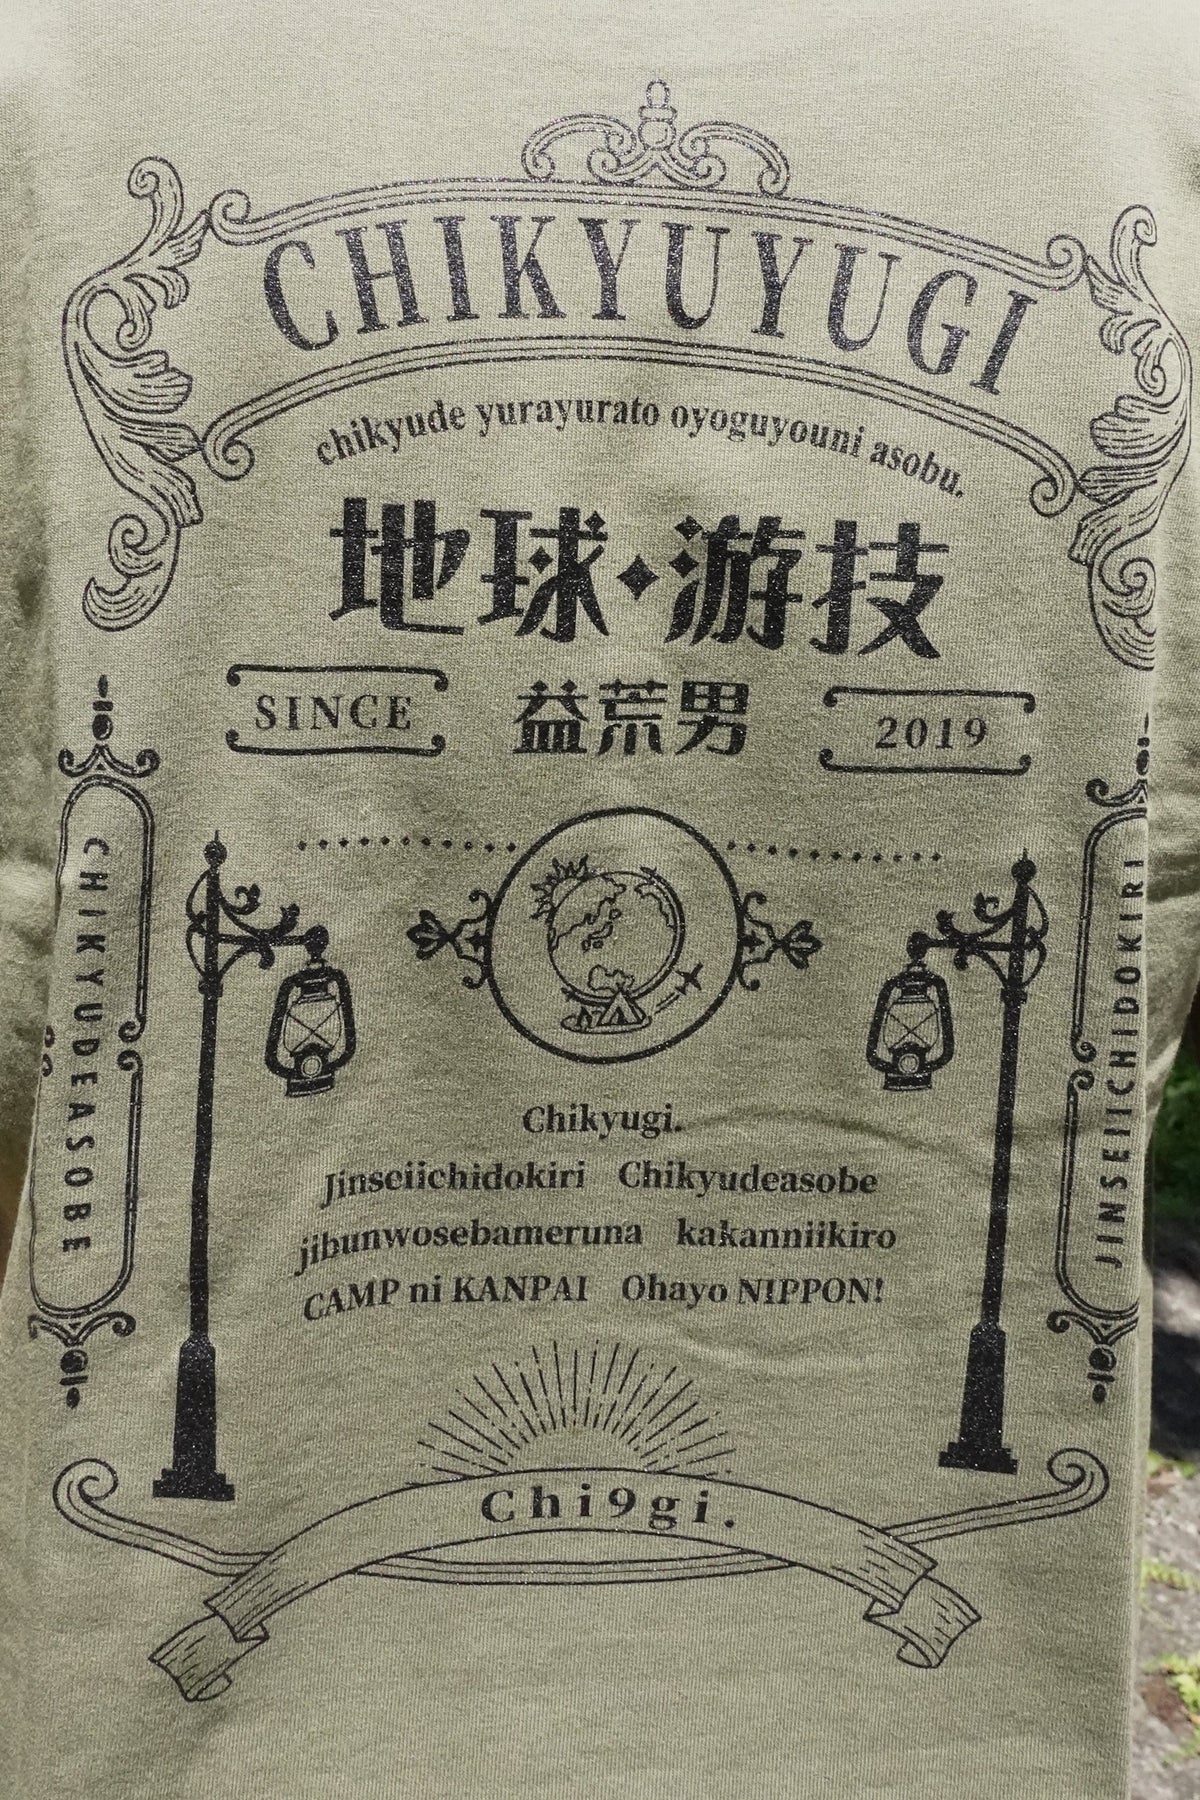 CHIKYUYUGI
chikyude yurayurato oyoguyouni asobu.
地球・游技
SINCE
益荒男
2019
CHIKYUDEASOBE
JINSEIICHIDOKIRI
Chikyugi.
Jinseiichidokiri Chikyudeasobe
jibunwosebameruna kakanniikiro
CAMP ni KANPAI Ohayo NIPPON!
Chi9gi.